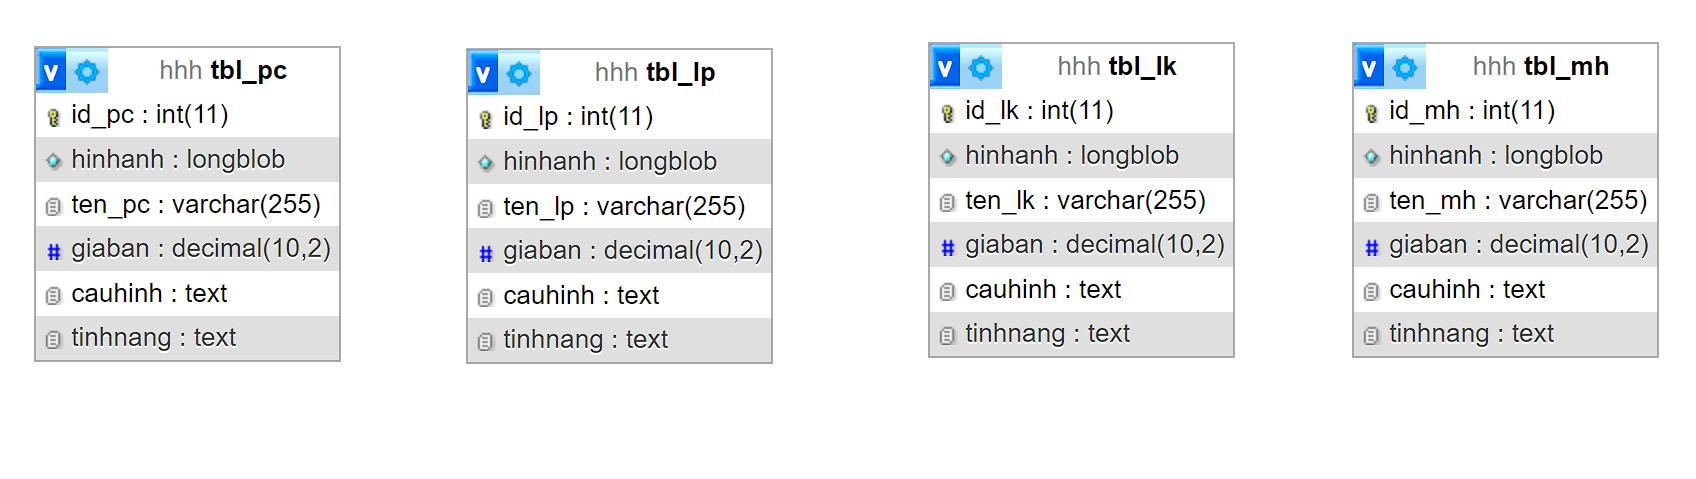 v hhh tbl_pc
id_pc : int(11)
hinhanh : longblob
ten_pc : varchar(255)
# giaban : decimal(10,2)
cauhinh : text
tinhnang : text
v hhh tbl_lp
id_lp : int(11)
hinhanh : longblob
ten_lp : varchar(255)
# giaban : decimal(10,2)
cauhinh : text
tinhnang : text
v hhh tbl_lk
id_lk : int(11)
hinhanh : longblob
ten_lk : varchar(255)
# giaban : decimal(10,2)
cauhinh : text
tinhnang : text
v hhh tbl_mh
id_mh : int(11)
hinhanh : longblob
ten_mh : varchar(255)
# giaban : decimal(10,2)
cauhinh : text
tinhnang : text